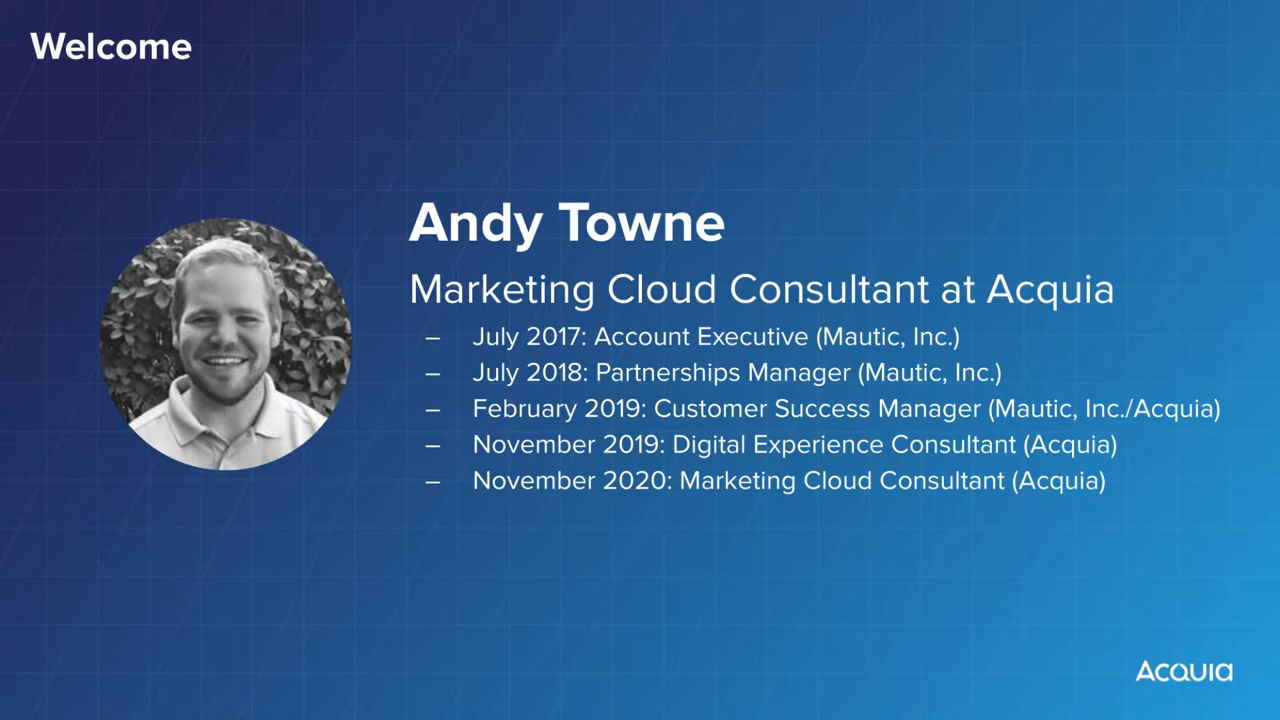 Welcome
Andy Towne
Marketing Cloud Consultant at Acquia
– July 2017: Account Executive (Mautic, Inc.)
– July 2018: Partnerships Manager (Mautic, Inc.)
– February 2019: Customer Success Manager (Mautic, Inc./Acquia)
– November 2019: Digital Experience Consultant (Acquia)
– November 2020: Marketing Cloud Consultant (Acquia)
Acquia